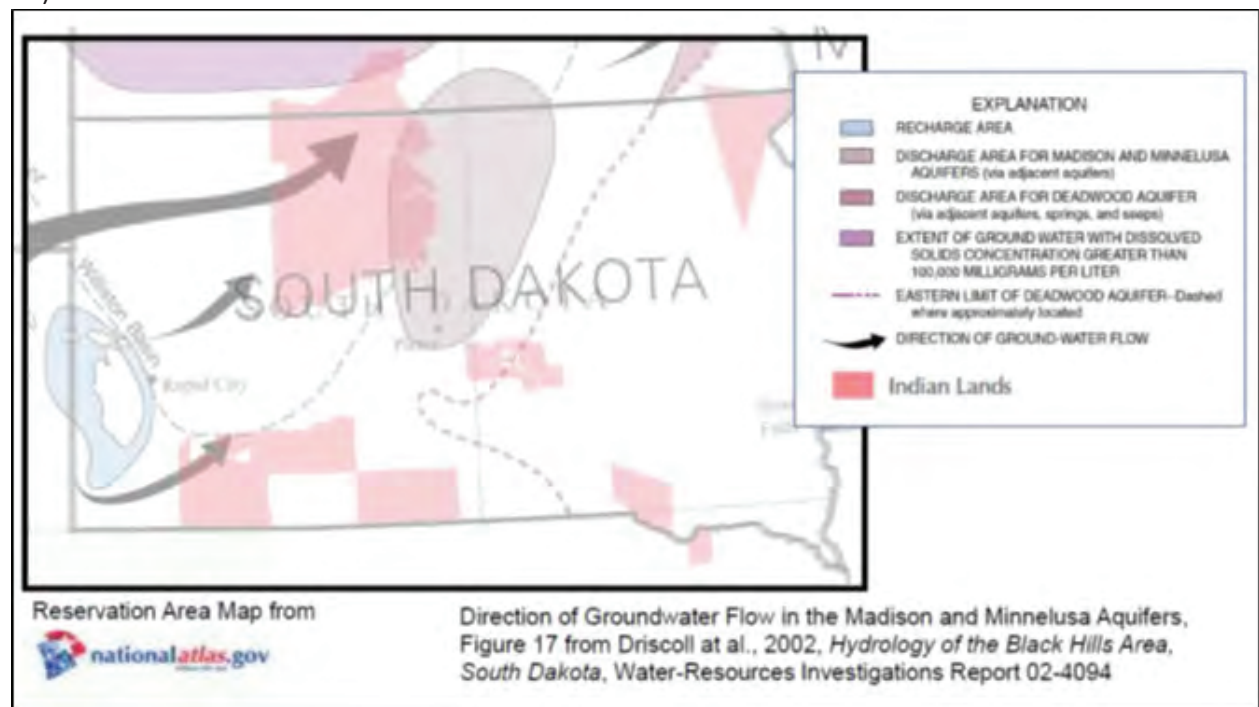 IV
EXPLANATION
RECHARGE AREA
DISCHARGE AREA FOR MADISON AND MINNELUSA
AQUIFERS (via adjacent aquifers)
DISCHARGE AREA FOR DEADWOOD AQUIFER
(via adjacent aquifers, springs, and seeps)
EXTENT OF GROUND WATER WITH DISSOLVED
SOLIDS CONCENTRATION GREATER THAN
100,000 MILLIGRAMS PER LITER
EASTERN LIMIT OF DEADWOOD AQUIFER--Dashed
where approximately located
DIRECTION OF GROUND-WATER FLOW
Indian Lands
SOUTH DAKOTA
Williston Basin
Rapid City
Reservation Area Map from
nationalatlas.gov
Direction of Groundwater Flow in the Madison and Minnelusa Aquifers,
Figure 17 from Driscoll at al., 2002, Hydrology of the Black Hills Area,
South Dakota, Water-Resources Investigations Report 02-4094